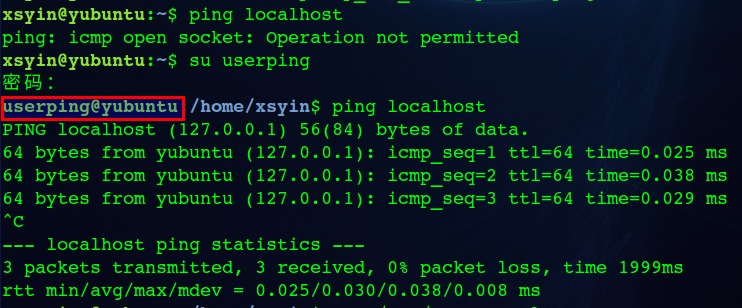 xsyin@yubuntu:~$ ping localhost
ping: icmp open socket: Operation not permitted
xsyin@yubuntu:~$ su userping
密码：
userping@yubuntu /home/xsyin$ ping localhost
PING localhost (127.0.0.1) 56(84) bytes of data.
64 bytes from yubuntu (127.0.0.1): icmp_seq=1 ttl=64 time=0.025 ms
64 bytes from yubuntu (127.0.0.1): icmp_seq=2 ttl=64 time=0.038 ms
64 bytes from yubuntu (127.0.0.1): icmp_seq=3 ttl=64 time=0.029 ms
^C
--- localhost ping statistics ---
3 packets transmitted, 3 received, 0% packet loss, time 1999ms
rtt min/avg/max/mdev = 0.025/0.030/0.038/0.008 ms